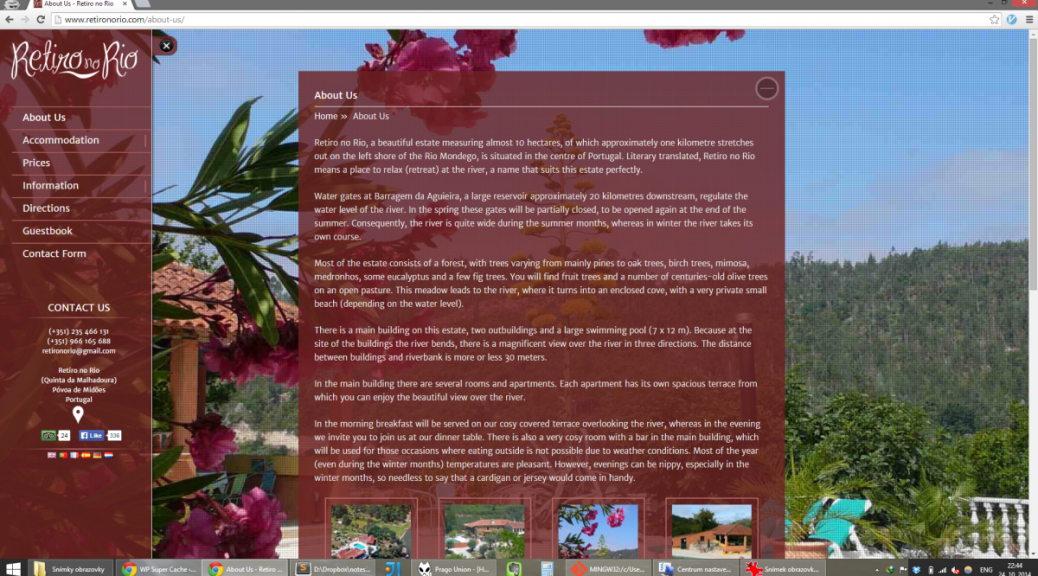 About Us - Retiro no Rio
www.retironorio.com/about-us/
Retiro no Rio
About Us
Accommodation
Prices
Information
Directions
Guestbook
Contact Form
CONTACT US
(+351) 235 466 131
(+351) 966 165 688
retironorio@gmail.com
Retiro no Rio
(Quinta da Malhadoura)
Póvoa de Midões
Portugal
24 Like 336
About Us
Home » About Us
Retiro no Rio, a beautiful estate measuring almost 10 hectares, of which approximately one kilometre stretches
out on the left shore of the Rio Mondego, is situated in the centre of Portugal. Literary translated, Retiro no Rio
means a place to relax (retreat) at the river, a name that suits this estate perfectly.
Water gates at Barragem da Aguieira, a large reservoir approximately 20 kilometres downstream, regulate the
water level of the river. In the spring these gates will be partially closed, to be opened again at the end of the
summer. Consequently, the river is quite wide during the summer months, whereas in winter the river takes its
own course.
Most of the estate consists of a forest, with trees varying from mainly pines to oak trees, birch trees, mimosa,
medronhos, some eucalyptus and a few fig trees. You will find fruit trees and a number of centuries-old olive trees
on an open pasture. This meadow leads to the river, where it turns into an enclosed cove, with a very private small
beach (depending on the water level).
There is a main building on this estate, two outbuildings and a large swimming pool (7 x 12 m). Because at the
site of the buildings the river bends, there is a magnificent view over the river in three directions. The distance
between buildings and riverbank is more or less 30 meters.
In the main building there are several rooms and apartments. Each apartment has its own spacious terrace from
which you can enjoy the beautiful view over the river.
In the morning breakfast will be served on our cosy covered terrace overlooking the river, whereas in the evening
we invite you to join us at our dinner table. There is also a very cosy room with a bar in the main building, which
will be used for those occasions where eating outside is not possible due to weather conditions. Most of the year
(even during the winter months) temperatures are pleasant. However, evenings can be nippy, especially in the
winter months, so needless to say that a cardigan or jersey would come in handy.
Snímky obrazovky WP Super Cache -... About Us - Retiro ... D:\Dropbox\nutes... Prago Union - [H... MINGW32:/c/Use... Centrum nastave... Snímek obrazovk... ENG 22:44
24. 10. 2014